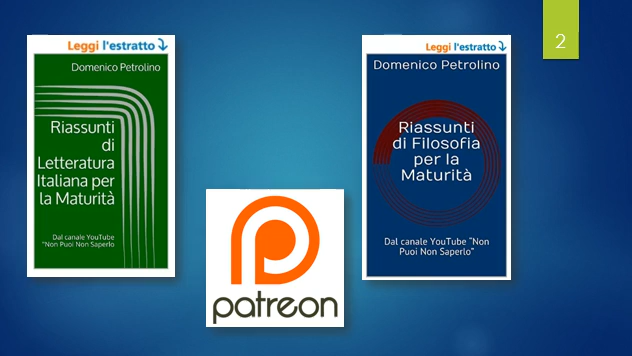 Leggi l'estratto
Domenico Petrolino
Riassunti
di
Letteratura
Italiana per
la Maturità
Dal canale YouTube
"Non Puoi Non Saperlo
patreon
Leggi l'estratto
Domenico Petrolino
Riassunti
di Filosofia
per la
Maturità
Dal canale YouTube "Non
Puoi Non Saperlo"
2